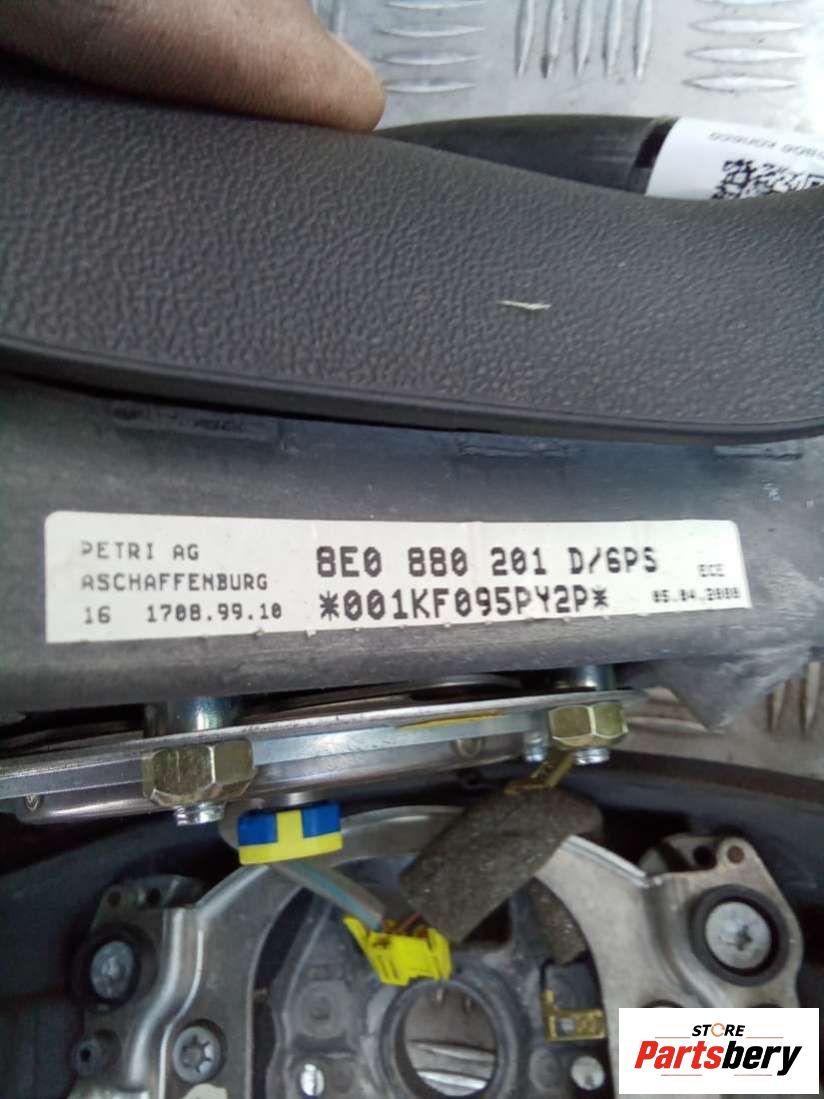 PETRI AG
ASCHAFFENBURG
16 1708.99.10
8E0 880 201 D/6PS
*001KF095PY2P*
ECE
05.04.2000
STORE
Partsbery